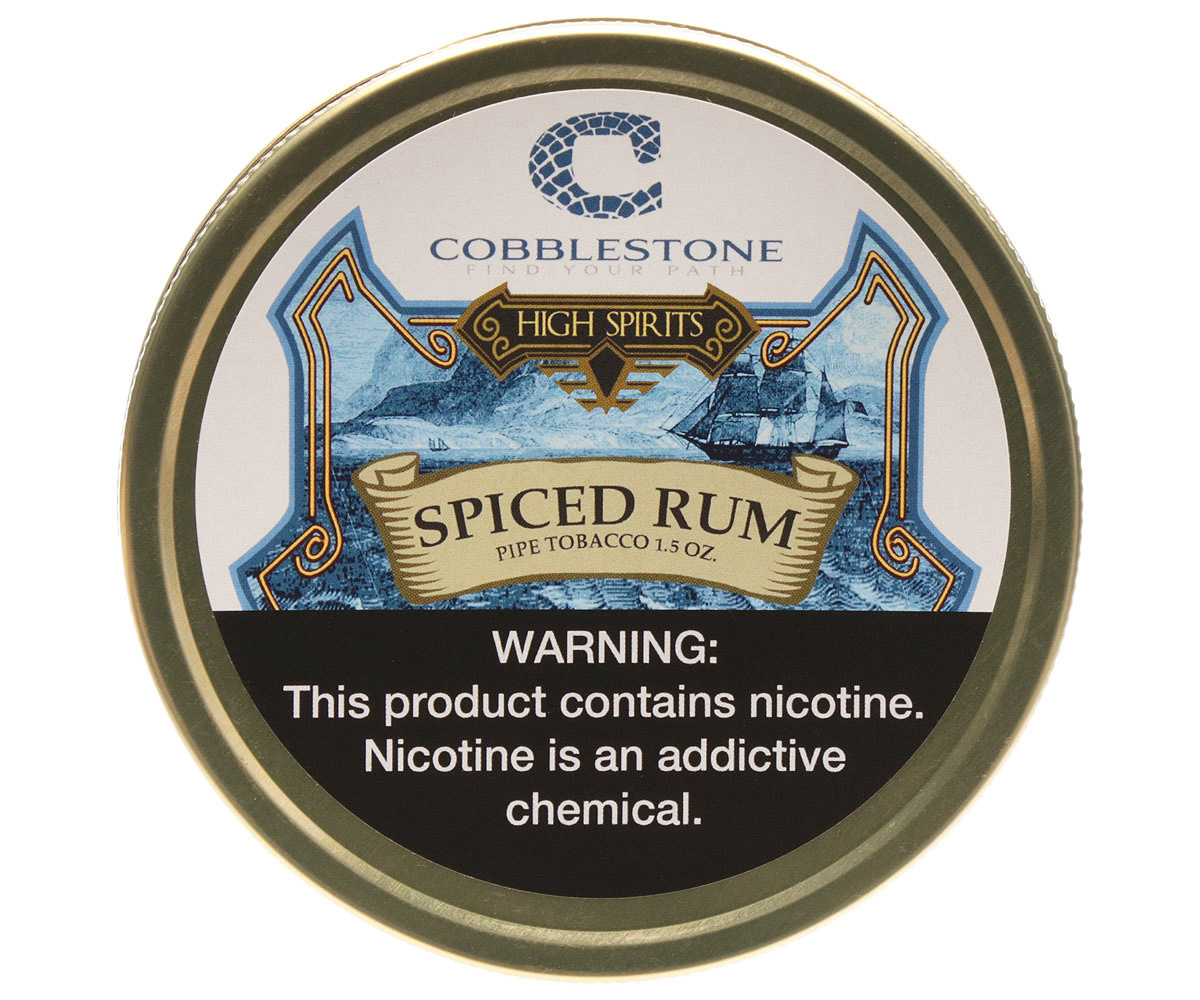 C
COBBLESTONE
FIND YOUR PATH
HIGH SPIRITS
SPICED RUM
PIPE TOBACCO 1.5 OZ.
WARNING:
This product contains nicotine.
Nicotine is an addictive
chemical.